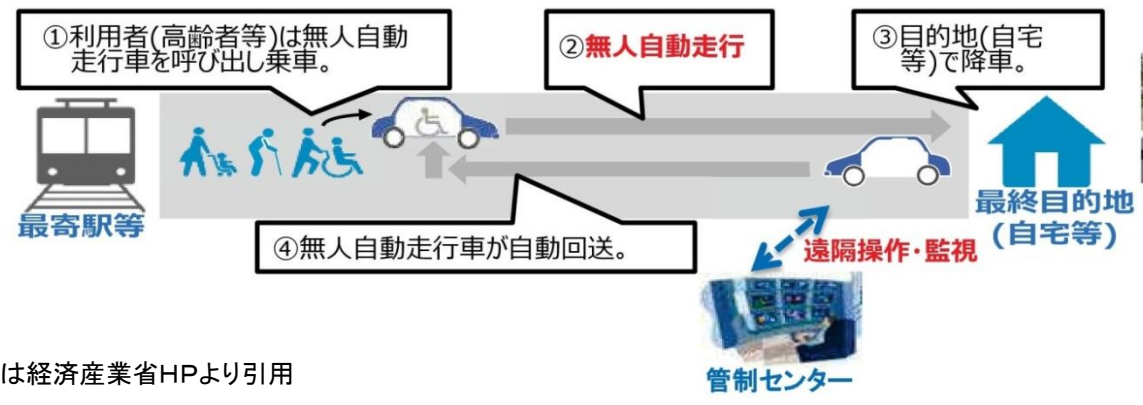 ①利用者(高齢者等)は無人自動
走行車を呼び出し乗車。
②無人自動走行
③目的地(自宅
等)で降車。
最寄駅等
最終目的地
(自宅等)
④無人自動走行車が自動回送。
遠隔操作・監視
管制センター
は経済産業省HPより引用